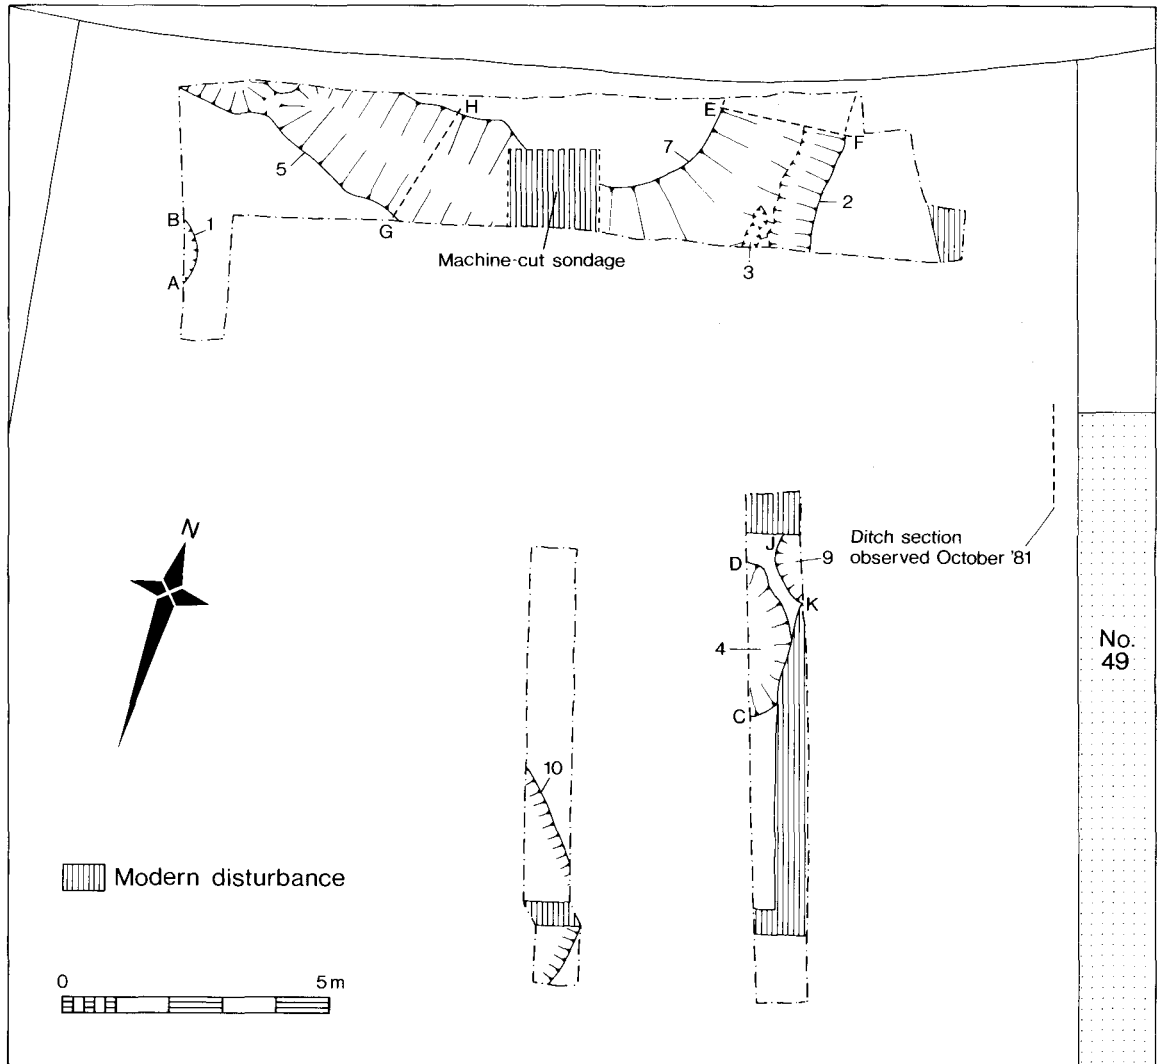 H
E
7
F
5
2
B
1
G
Machine-cut sondage
3
A
N
J
Ditch section
observed October '81
D
9
K
4
No.
49
C
10
Modern disturbance
0
5m